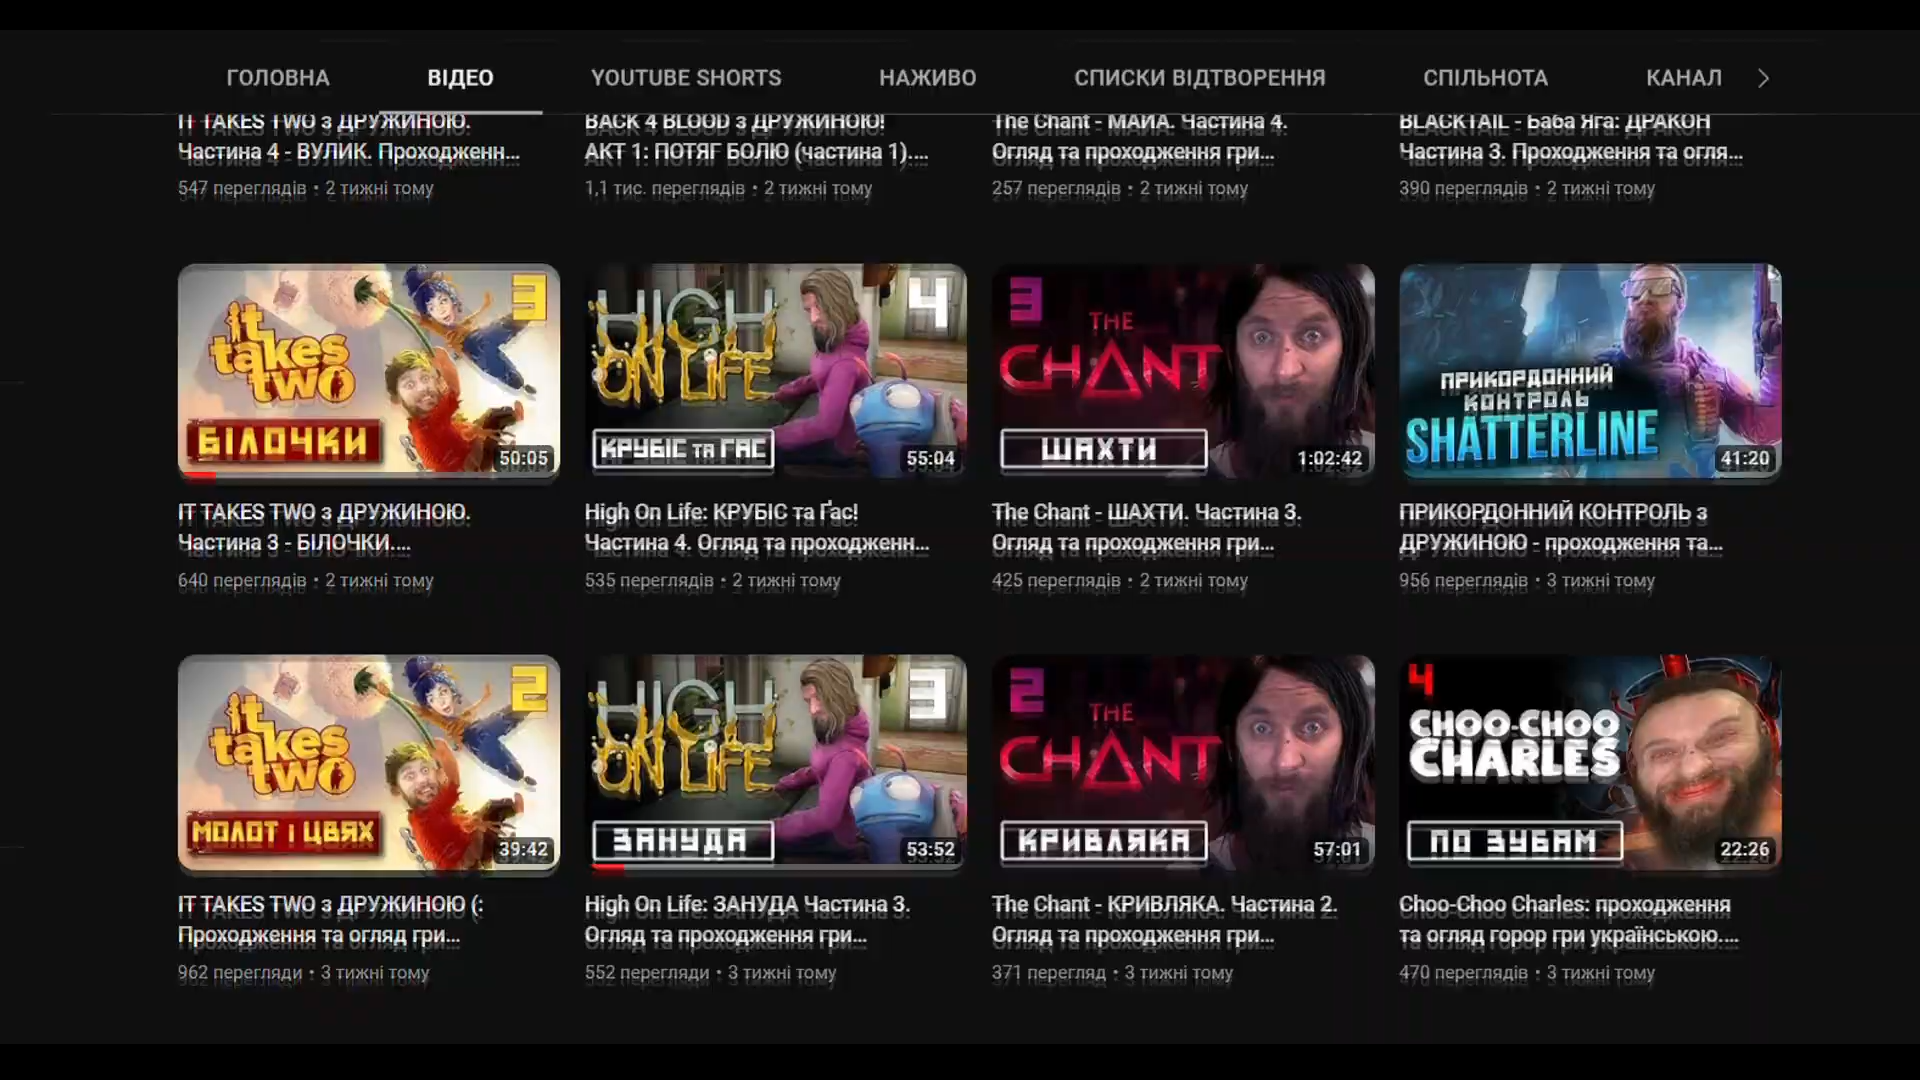 ГОЛОВНА ВІДЕО YOUTUBE SHORTS НАЖИВО СПИСКИ ВІДТВОРЕННЯ СПІЛЬНОТА КАНАЛ
IT TAKES TWO з ДРУЖИНОЮ.
Частина 4 - ВУЛИК. Проходженн...
547 переглядів • 2 тижні тому
BACK 4 BLOOD з ДРУЖИНОЮ!
АКТ 1: ПОТЯГ БОЛЮ (частина 1)....
1,1 тис. переглядів • 2 тижні тому
The Chant - МАЙА. Частина 4.
Огляд та проходження гри...
257 переглядів • 2 тижні тому
BLACKTAIL - Баба Яга: ДРАКОН
Частина 3. Проходження та огля...
390 переглядів • 2 тижні тому
3
it
takes
two
БІЛОЧКИ
50:05
IT TAKES TWO з ДРУЖИНОЮ.
Частина 3 - БІЛОЧКИ....
640 переглядів • 2 тижні тому
4
HIGH
ON LIFE
КРУБІС ТА ГАС
55:04
High On Life: КРУБІС та Ґас!
Частина 4. Огляд та проходженн...
535 переглядів • 2 тижні тому
3
THE
CHANT
ШАХТИ
1:02:42
The Chant - ШАХТИ. Частина 3.
Огляд та проходження гри...
425 переглядів • 2 тижні тому
ПРИКОРДОННИЙ
КОНТРОЛЬ
SHATTERLINE
41:20
ПРИКОРДОННИЙ КОНТРОЛЬ з
ДРУЖИНОЮ - проходження та...
956 переглядів • 3 тижні тому
2
it
takes
two
МОЛОТ І ЦВЯХ
39:42
IT TAKES TWO з ДРУЖИНОЮ (:
Проходження та огляд гри...
962 перегляди • 3 тижні тому
3
HIGH
ON LIFE
ЗАНУДА
53:52
High On Life: ЗАНУДА Частина 3.
Огляд та проходження гри...
552 перегляди • 3 тижні тому
2
THE
CHANT
КРИВЛЯКА
57:01
The Chant - КРИВЛЯКА. Частина 2.
Огляд та проходження гри...
371 перегляд • 3 тижні тому
4
CHOO-CHOO
CHARLES
ПО ЗУБАМ
22:26
Choo-Choo Charles: проходження
та огляд горор гри українською....
470 переглядів • 3 тижні тому